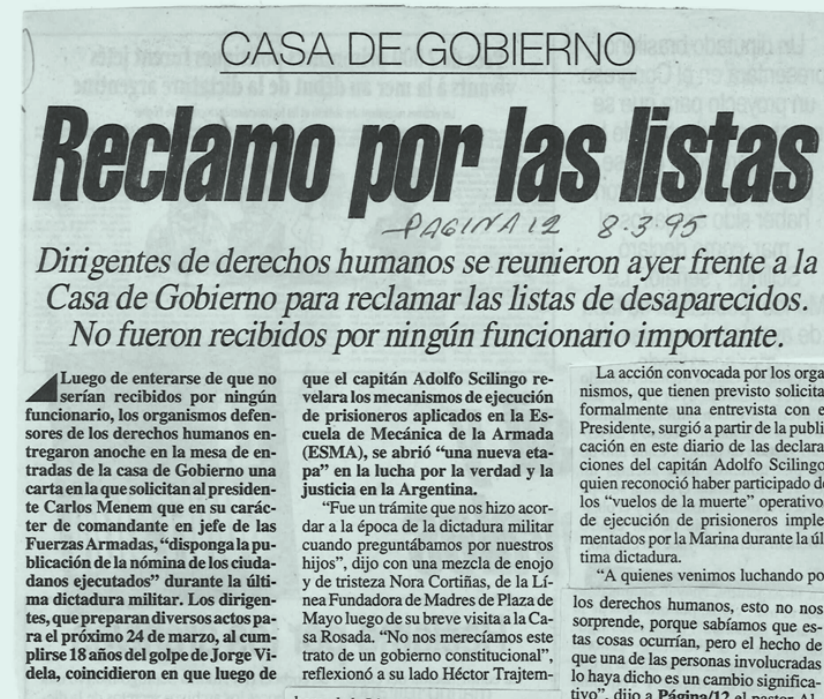 CASA DE GOBIERNO
Reclamo por las listas
PAGINA 12 8.3.95
Dirigentes de derechos humanos se reunieron ayer frente a la
Casa de Gobierno para reclamar las listas de desaparecidos.
No fueron recibidos por ningún funcionario importante.
Luego de enterarse de que no
serían recibidos por ningún
funcionario, los organismos defen-
sores de los derechos humanos en-
tregaron anoche en la mesa de en-
tradas de la casa de Gobierno una
carta en la que solicitan al presiden-
te Carlos Menem que en su carác-
ter de comandante en jefe de las
Fuerzas Armadas, “disponga la pu-
blicación de la nómina de los ciuda-
danos ejecutados” durante la últi-
ma dictadura militar. Los dirigen-
tes, que preparan diversos actos pa-
ra el próximo 24 de marzo, al cum-
plirse 18 años del golpe de Jorge Vi-
dela, coincidieron en que luego de
que el capitán Adolfo Scilingo re-
velara los mecanismos de ejecución
de prisioneros aplicados en la Es-
cuela de Mecánica de la Armada
(ESMA), se abrió “una nueva eta-
pa” en la lucha por la verdad y la
justicia en la Argentina.
“Fue un trámite que nos hizo acor-
dar a la época de la dictadura militar
cuando preguntábamos por nuestros
hijos”, dijo con una mezcla de enojo
y de tristeza Nora Cortiñas, de la Lí-
nea Fundadora de Madres de Plaza de
Mayo luego de su breve visita a la Ca-
sa Rosada. “No nos merecíamos este
trato de un gobierno constitucional”,
reflexionó a su lado Héctor Trajtem-
La acción convocada por los orga
nismos, que tienen previsto solicita
formalmente una entrevista con e
Presidente, surgió a partir de la publi
cación en este diario de las declara
ciones del capitán Adolfo Scilingo
quien reconoció haber participado de
los “vuelos de la muerte” operativo
de ejecución de prisioneros imple
mentados por la Marina durante la úl
tima dictadura.
“A quienes venimos luchando po
los derechos humanos, esto no nos
sorprende, porque sabíamos que es-
tas cosas ocurrían, pero el hecho de
que una de las personas involucradas
lo haya dicho es un cambio significa-
tivo”, dijo a Página/12 el pastor Al